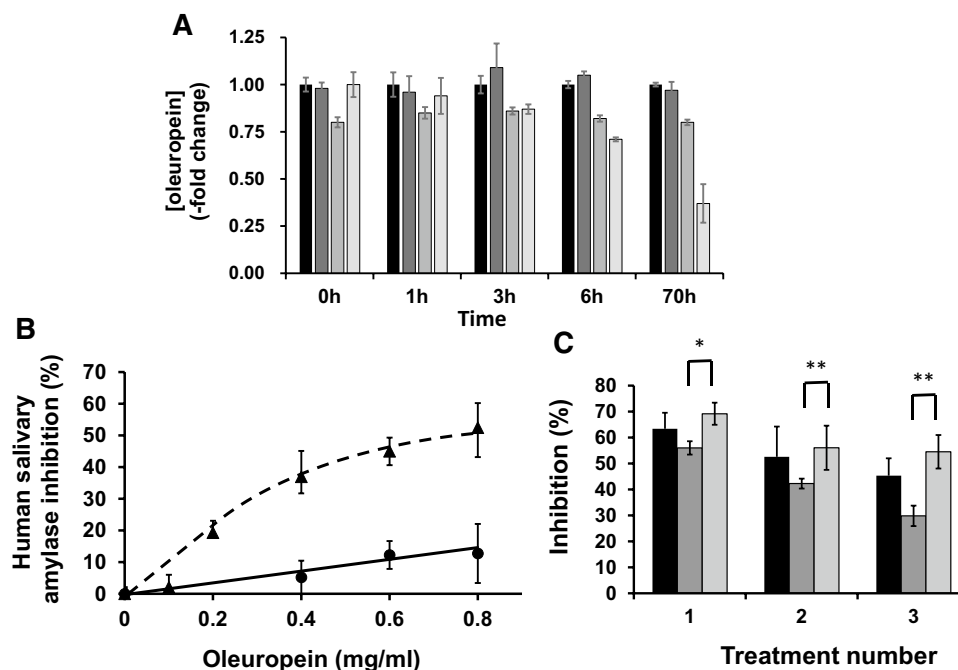 A
[oleuropein]
(-fold change)
1.25
1.00
0.75
0.50
0.25
0.00
0h 1h 3h 6h 70h
Time
B
Human salivary
amylase inhibition (%)
70
60
50
40
30
20
10
0
0 0.2 0.4 0.6 0.8
Oleuropein (mg/ml)
C
* ** **
Inhibition (%)
80
70
60
50
40
30
20
10
0
1 2 3
Treatment number